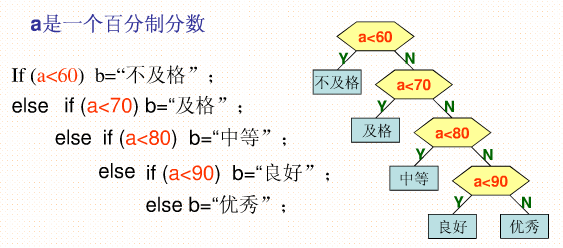 a是一个百分制分数
If (a<60) b=“不及格”;
else if (a<70) b=“及格”;
else if (a<80) b=“中等”;
else if (a<90) b=“良好”;
else b=“优秀”;
a<60
Y N
不及格
a<70
Y N
及格
a<80
Y N
中等
a<90
Y N
良好 优秀